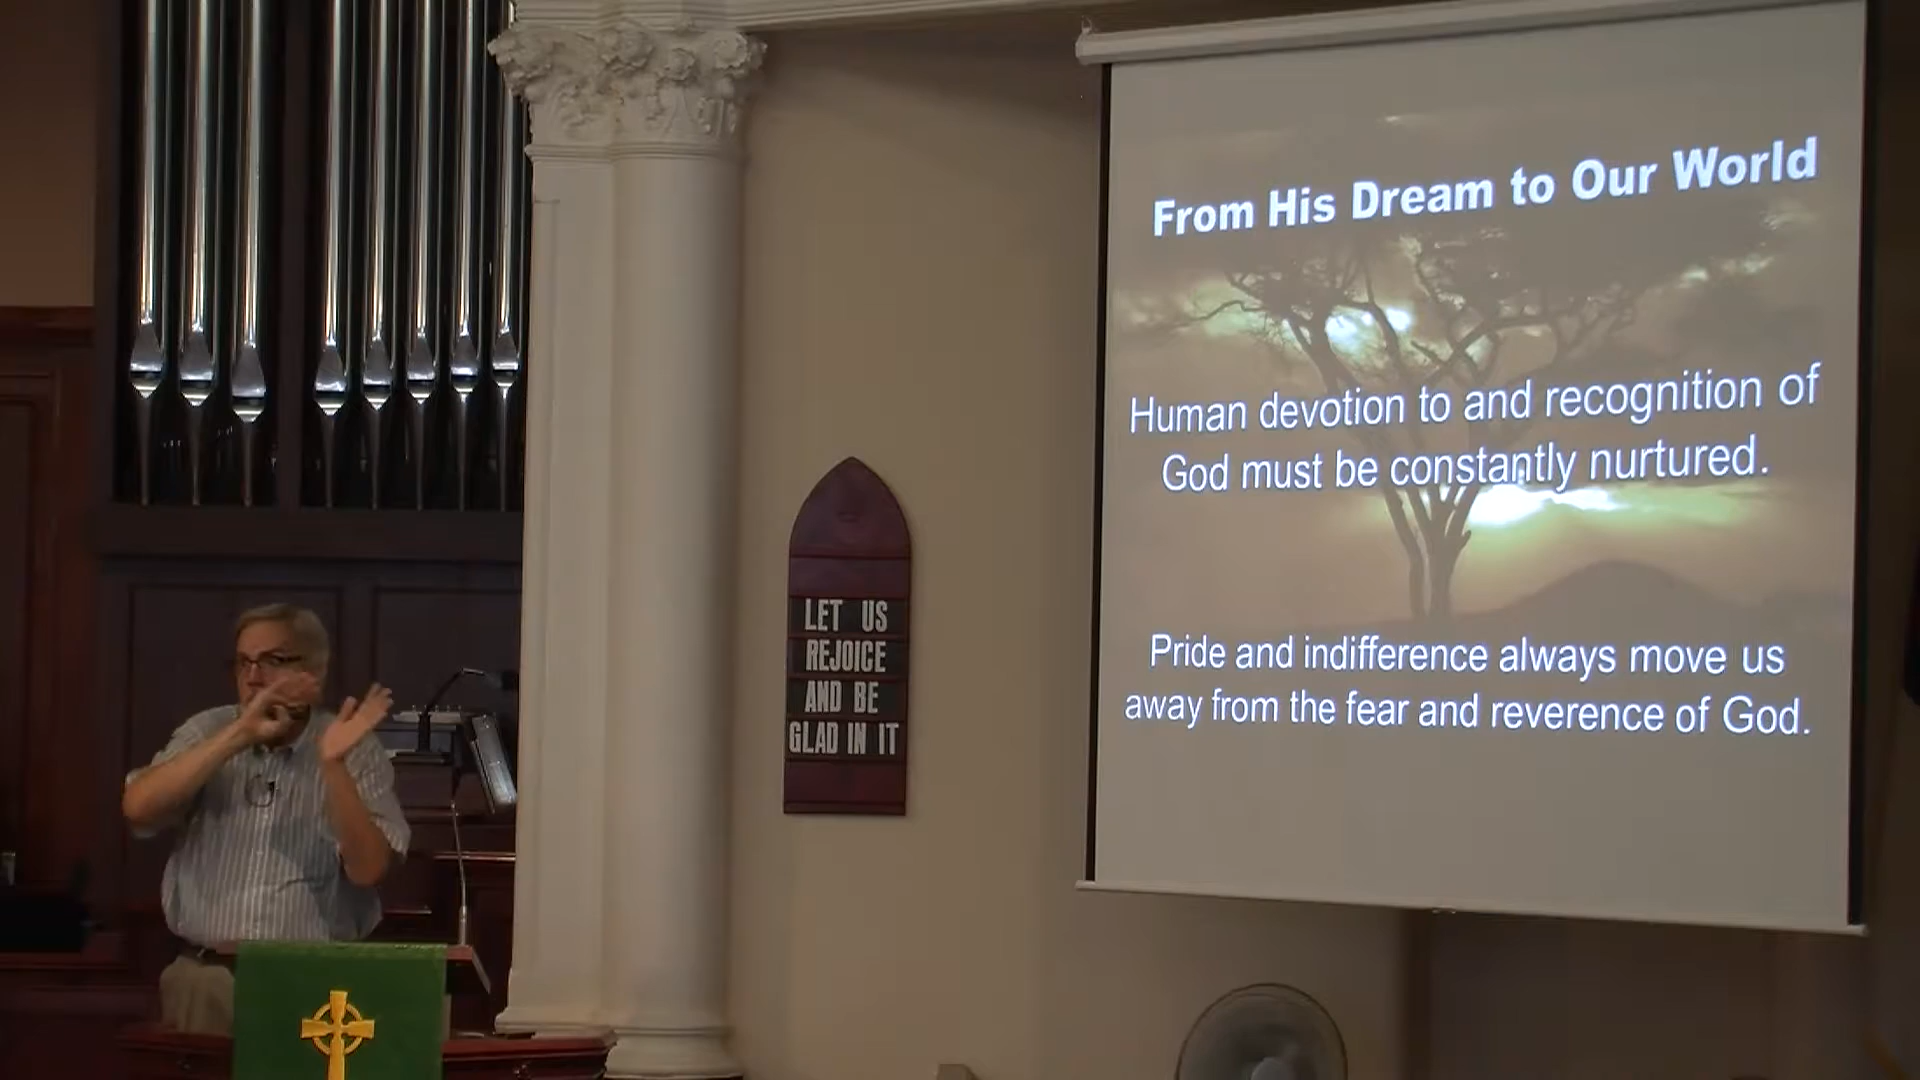 LET US
REJOICE
AND BE
GLAD IN IT
From His Dream to Our World
Human devotion to and recognition of
God must be constantly nurtured.
Pride and indifference always move us
away from the fear and reverence of God.